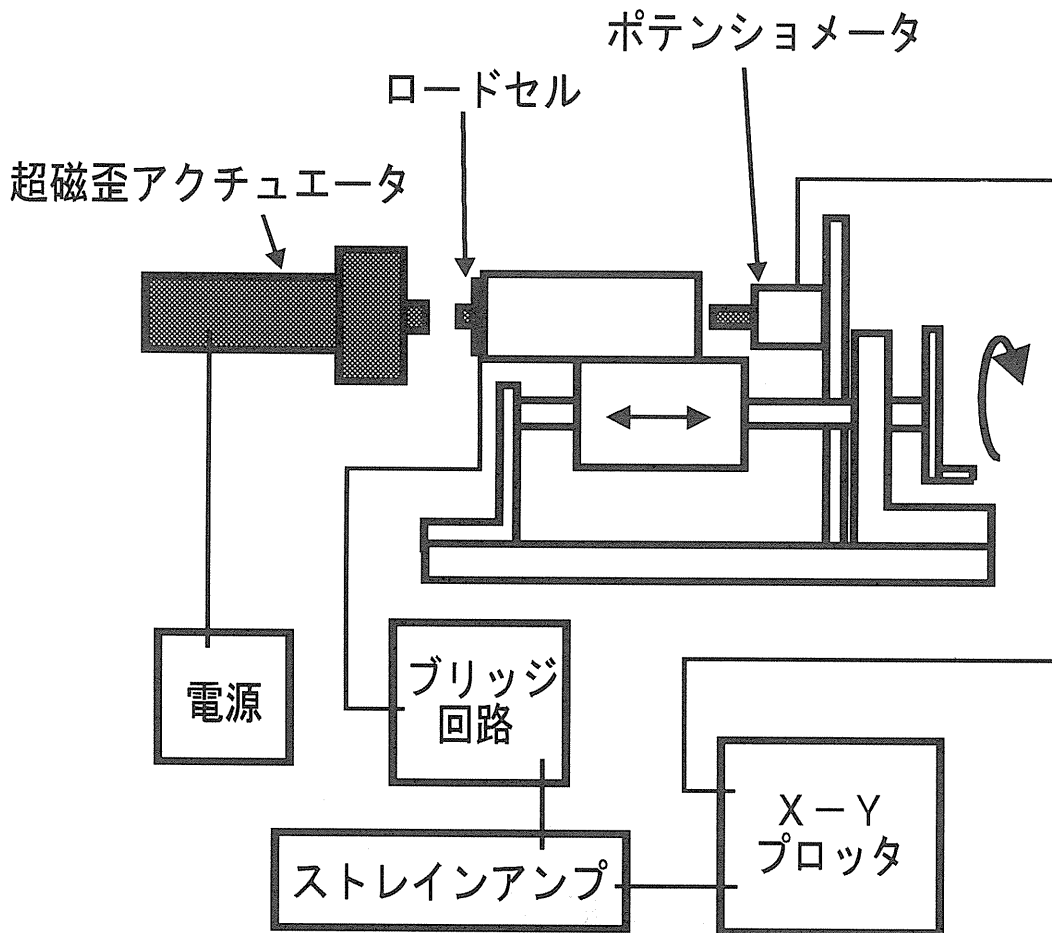 ポテンショメータ
ロードセル
超磁歪アクチュエータ
電源
ブリッジ
回路
X－Y
プロッタ
ストレインアンプ